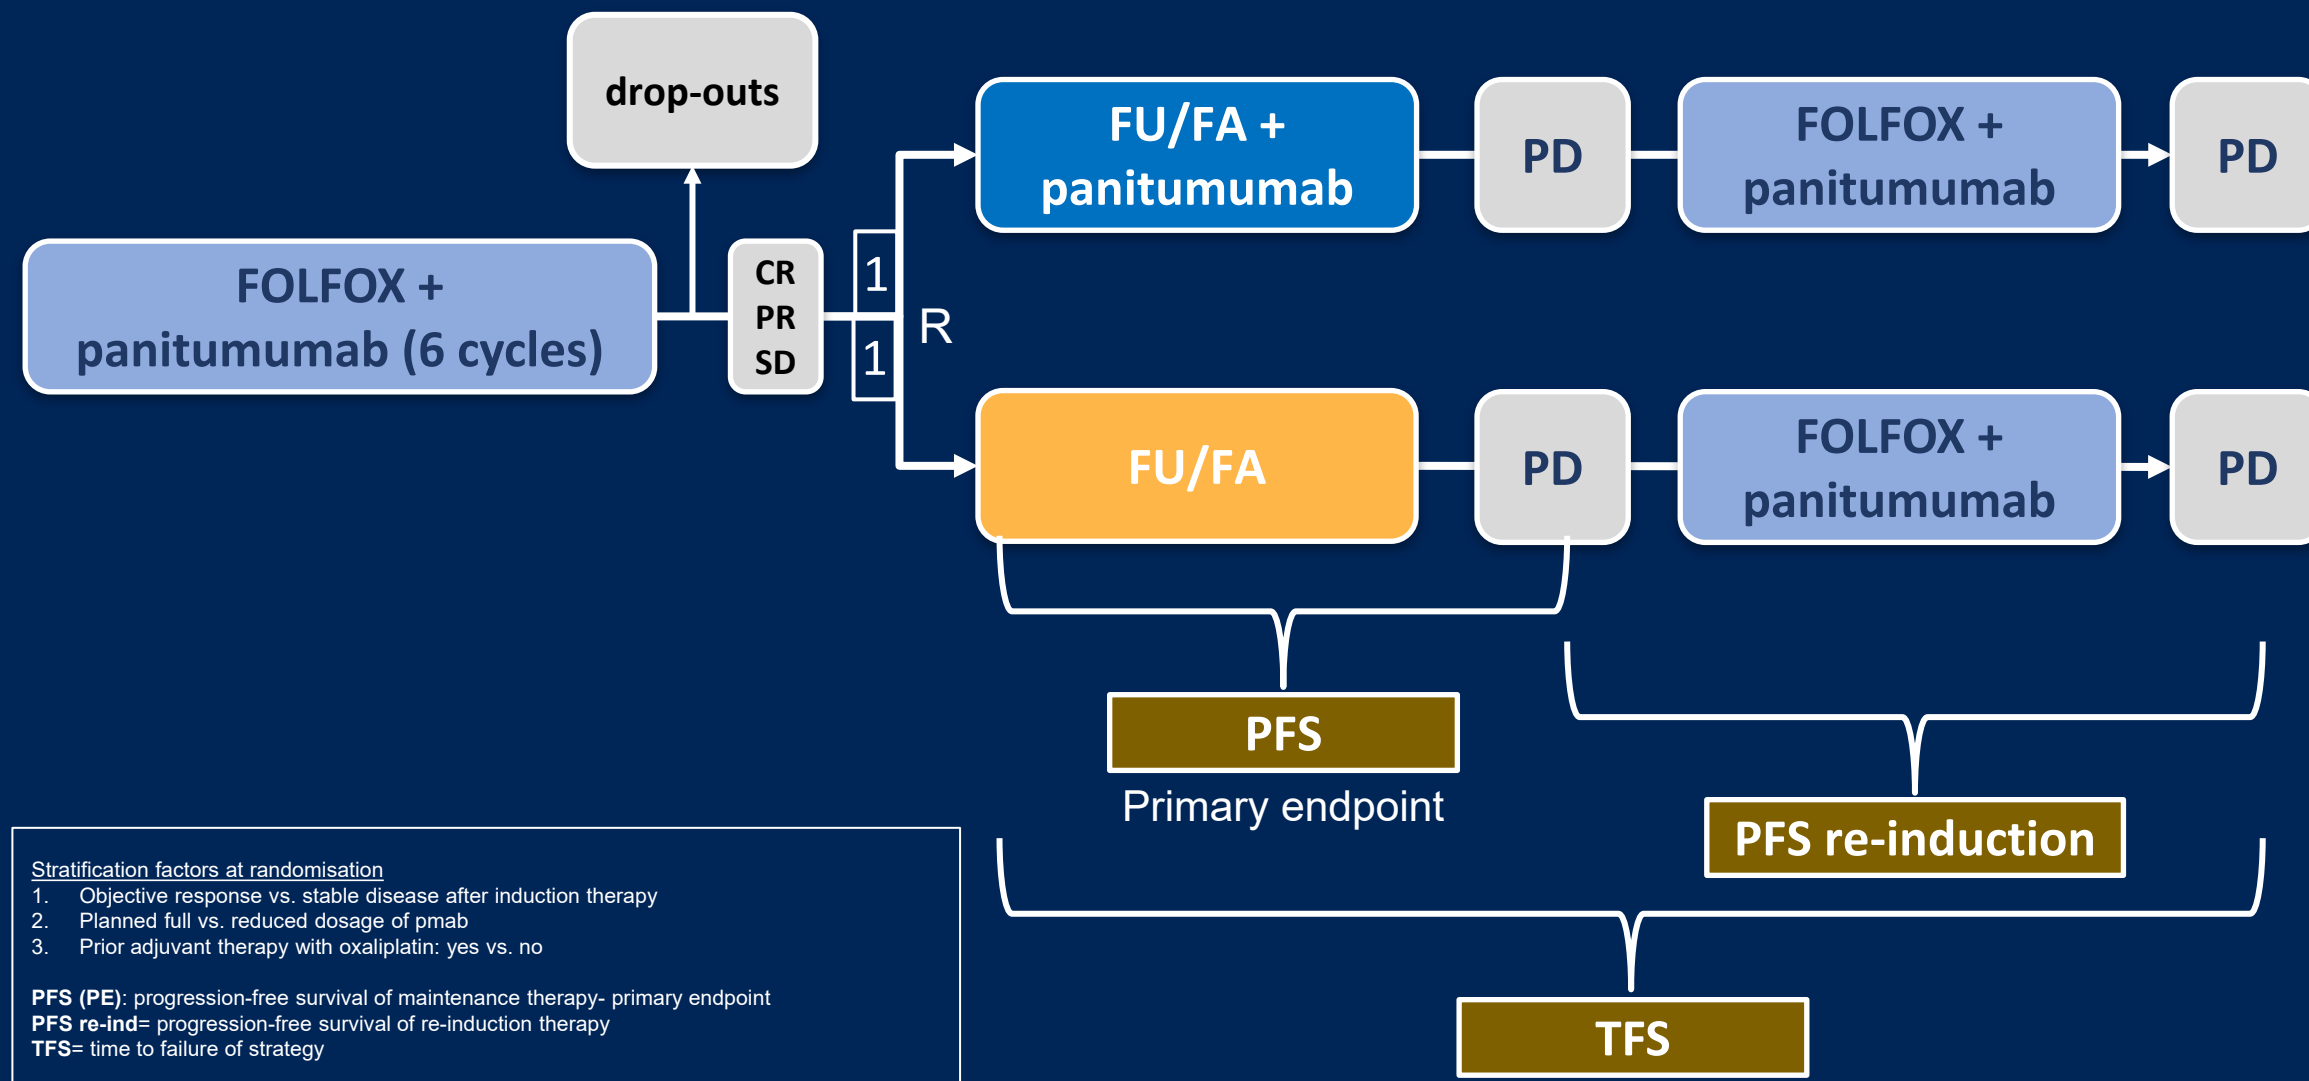 drop-outs
FOLFOX +
panitumumab (6 cycles)
CR
PR
SD
1
1
R
FU/FA +
panitumumab
PD
FOLFOX +
panitumumab
PD
FU/FA
PD
FOLFOX +
panitumumab
PD
PFS
Primary endpoint
PFS re-induction
TFS
Stratification factors at randomisation
1. Objective response vs. stable disease after induction therapy
2. Planned full vs. reduced dosage of pmab
3. Prior adjuvant therapy with oxaliplatin: yes vs. no
PFS (PE): progression-free survival of maintenance therapy- primary endpoint
PFS re-ind= progression-free survival of re-induction therapy
TFS= time to failure of strategy